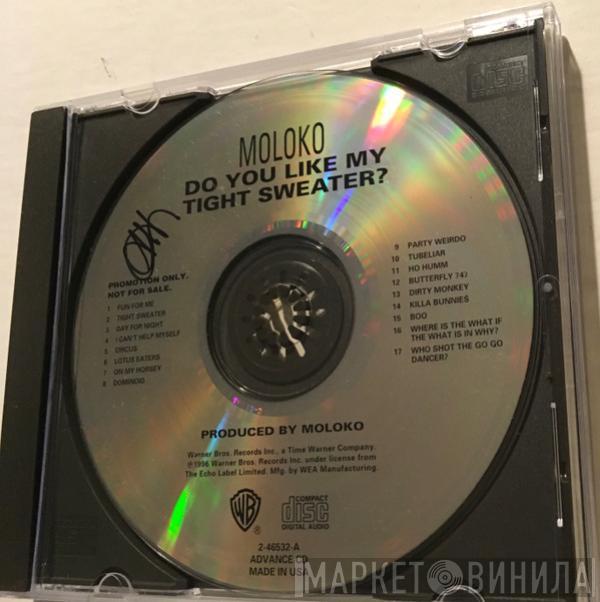 MOLOKO
DO YOU LIKE MY
TIGHT SWEATER?
PROMOTION ONLY.
NOT FOR SALE.
1 FUN FOR ME
2 TIGHT SWEATER
3 DAY FOR NIGHT
4 I CAN'T HELP MYSELF
5 CIRCUS
6 LOTUS EATERS
7 ON MY HORSEY
8 DOMINOID
9 PARTY WEIRDO
10 TUBELIAR
11 HO HUMM
12 BUTTERFLY 747
13 DIRTY MONKEY
14 KILLA BUNNIES
15 BOO
16 WHERE IS THE WHAT IF
THE WHAT IS IN WHY?
17 WHO SHOT THE GO GO
DANCER?
PRODUCED BY MOLOKO
Warner Bros. Records Inc., a Time Warner Company.
℗1996 Warner Bros. Records Inc. under license from
The Echo Label Limited. Mfg. by WEA Manufacturing.
WB
®
COMPACT
disc
DIGITAL AUDIO
2-46532-A
ADVANCE CD
MADE IN USA
disc
МАРКЕТ ВИНИЛА